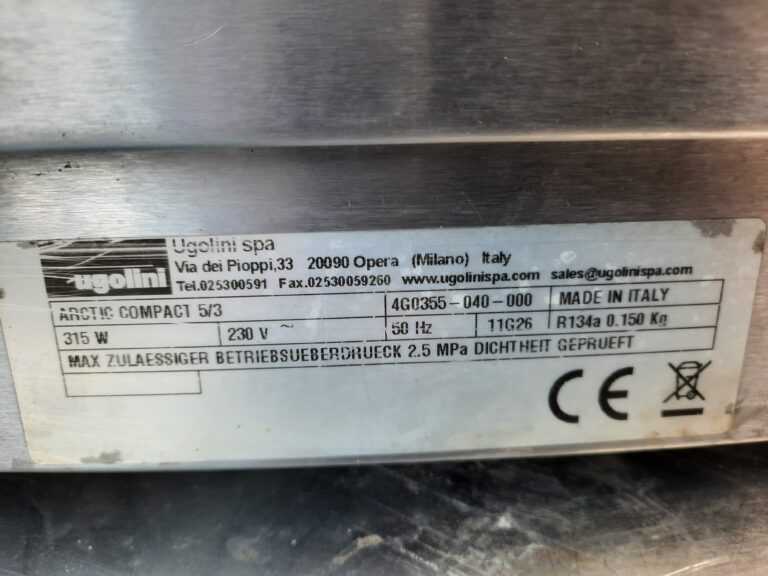 ugolini
Ugolini spa
Via dei Pioppi,33 20090 Opera (Milano) Italy
Tel.025300591 Fax.02530059260 www.ugolinispa.com sales@ugolinispa.com
ARCTIC COMPACT 5/3 4G0355-040-000 MADE IN ITALY
315 W 230 V ~ 50 Hz 11G26 R134a 0.150 Kg
MAX ZULAESSIGER BETRIEBSUEBERDRUECK 2.5 MPa DICHTHEIT GEPRUEFT
CE